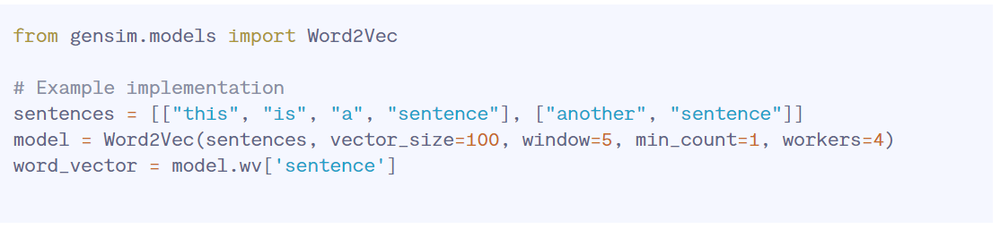 from gensim.models import Word2Vec
# Example implementation
sentences = [["this", "is", "a", "sentence"], ["another", "sentence"]]
model = Word2Vec(sentences, vector_size=100, window=5, min_count=1, workers=4)
word_vector = model.wv['sentence']